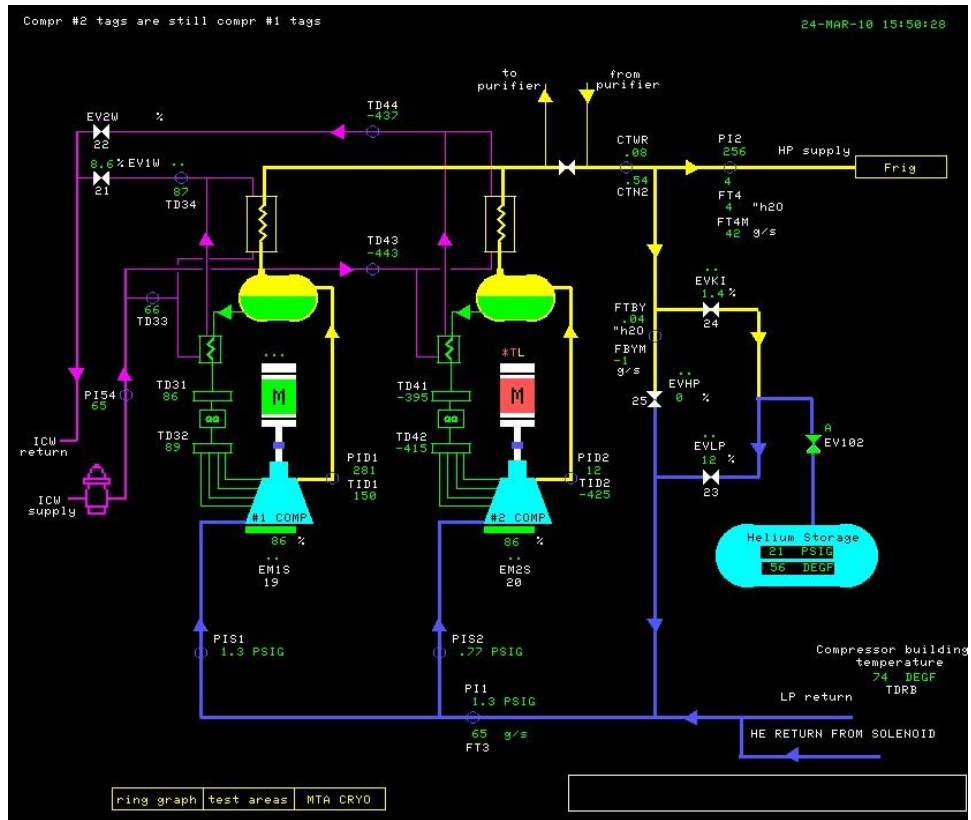 Compr #2 tags are still compr #1 tags
24-MAR-10 15:50:28
to purifier
from purifier
EV2W %
22
TD44
-437
CTWR
.08
.54
CTN2
PI2
256
4
FT4
4 "h2O
FT4M
42 g/s
HP supply
Frig
8.6 % EV1W ..
21
87
TD34
TD43
-443
66
TD33
EVKI
1.4 %
24
FTBY
.04
"h2O
FBYM
-1
g/s
...
*TL
M
M
TD31
86
TD41
-395
PI54
65
25
EVHP
0 %
A
EV102
ICW
return
TD32
89
TD42
-415
PID1
281
TID1
150
PID2
12
TID2
-425
EVLP
12 %
23
ICW
supply
#1 COMP
86 %
#2 COMP
86 %
EM1S
19
EM2S
20
Helium Storage
21 PSIG
56 DEGF
PIS1
1.3 PSIG
PIS2
.77 PSIG
Compressor building
temperature
74 DEGF
TDRB
PI1
1.3 PSIG
65 g/s
FT3
LP return
HE RETURN FROM SOLENOID
ring graph
test areas
MTA CRYO